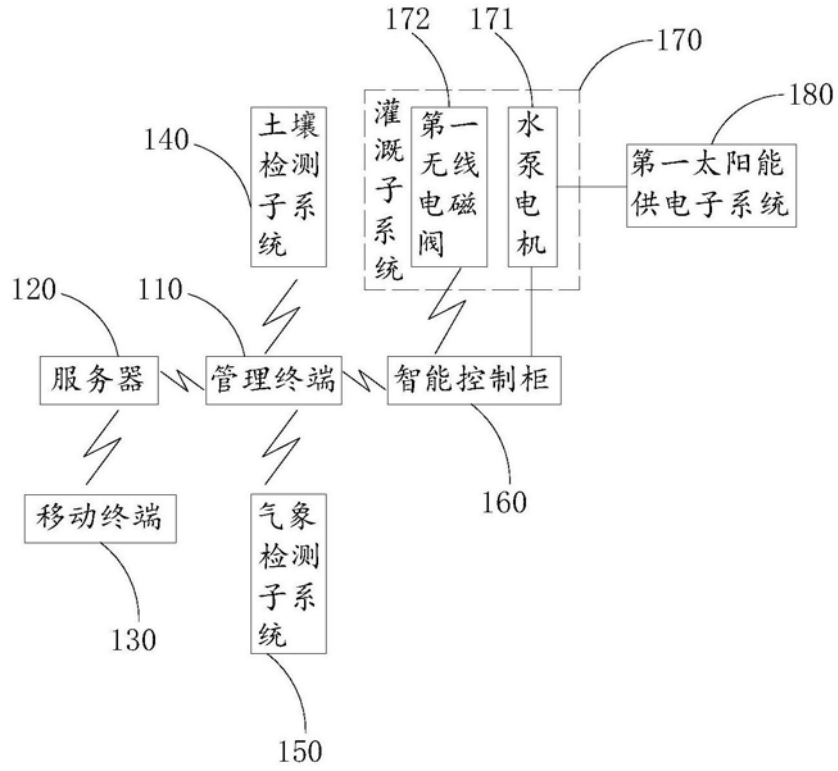 172
171
170
180
140
土壤
检测
子系
统
灌
溉
子
系
统
第一
无线
电磁
阀
水
泵
电
机
第一太阳能
供电子系统
120
110
服务器
管理终端
智能控制柜
160
移动终端
130
气象
检测
子系
统
150